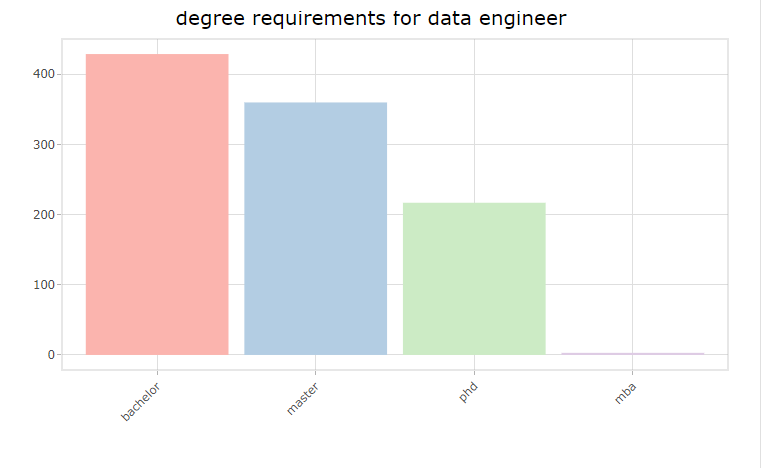 degree requirements for data engineer
400
300
200
100
0
bachelor
master
phd
mba